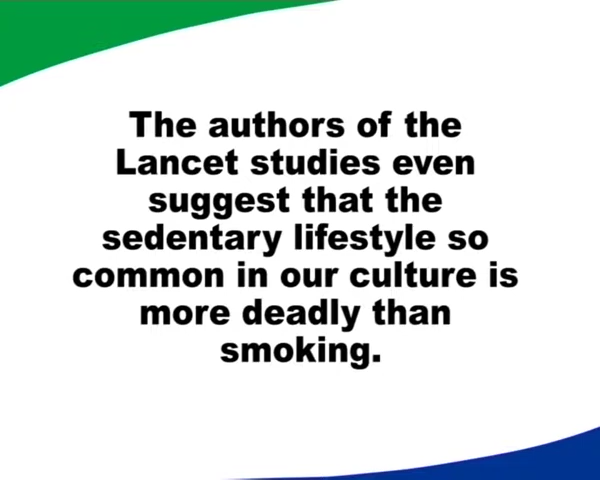 The authors of the
Lancet studies even
suggest that the
sedentary lifestyle so
common in our culture is
more deadly than
smoking.